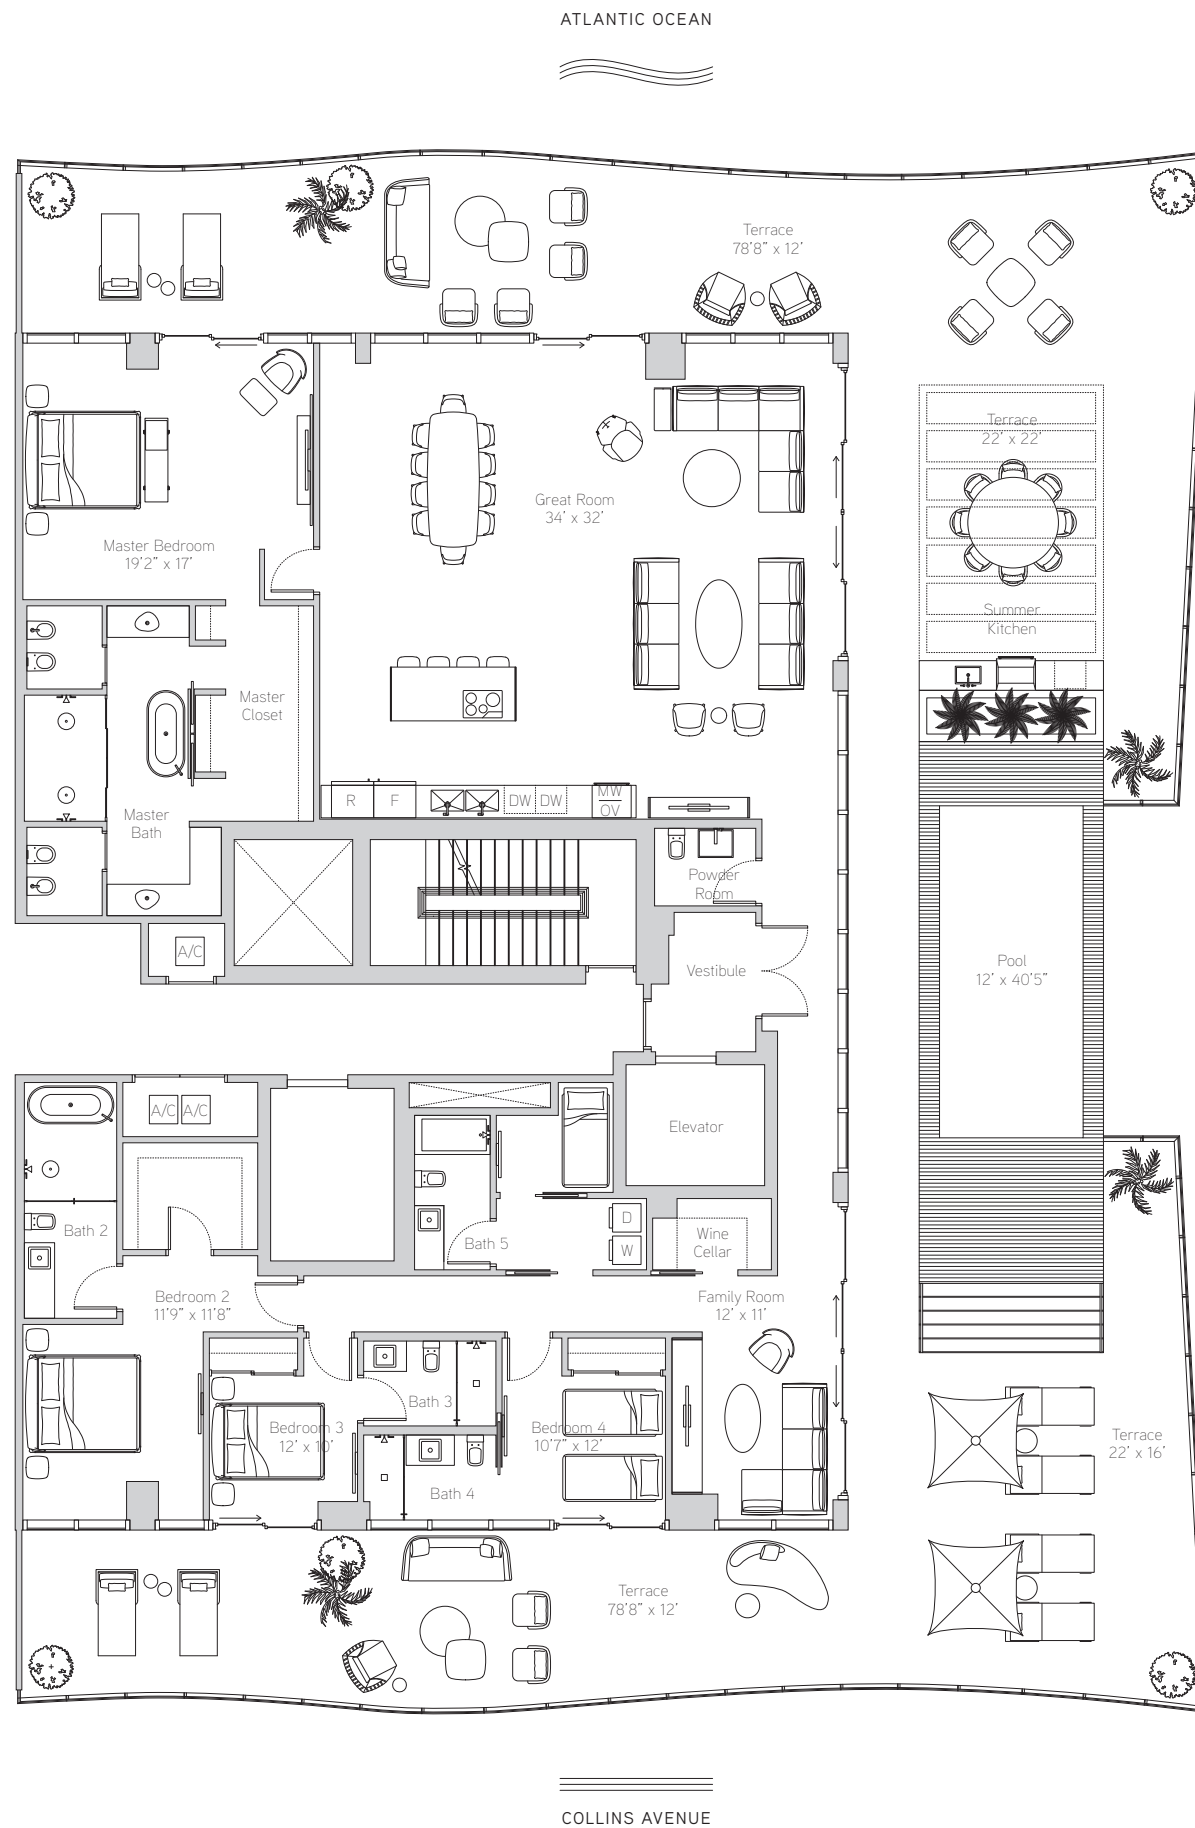 ATLANTIC OCEAN
Terrace
78'8" x 12'
Terrace
22' x 22'
Great Room
34' x 32'
Master Bedroom
19'2" x 17'
Summer
Kitchen
Master
Closet
R
F
DW
DW
MW
OV
Master
Bath
Powder
Room
A/C
Vestibule
Pool
12' x 40'5"
A/C
A/C
Elevator
D
W
Bath 2
Bath 5
Wine
Cellar
Bedroom 2
11'9" x 11'8"
Family Room
12' x 11'
Bath 3
Bedroom 3
12' x 10'
Bedroom 4
10'7" x 12'
Terrace
22' x 16'
Bath 4
Terrace
78'8" x 12'
COLLINS AVENUE